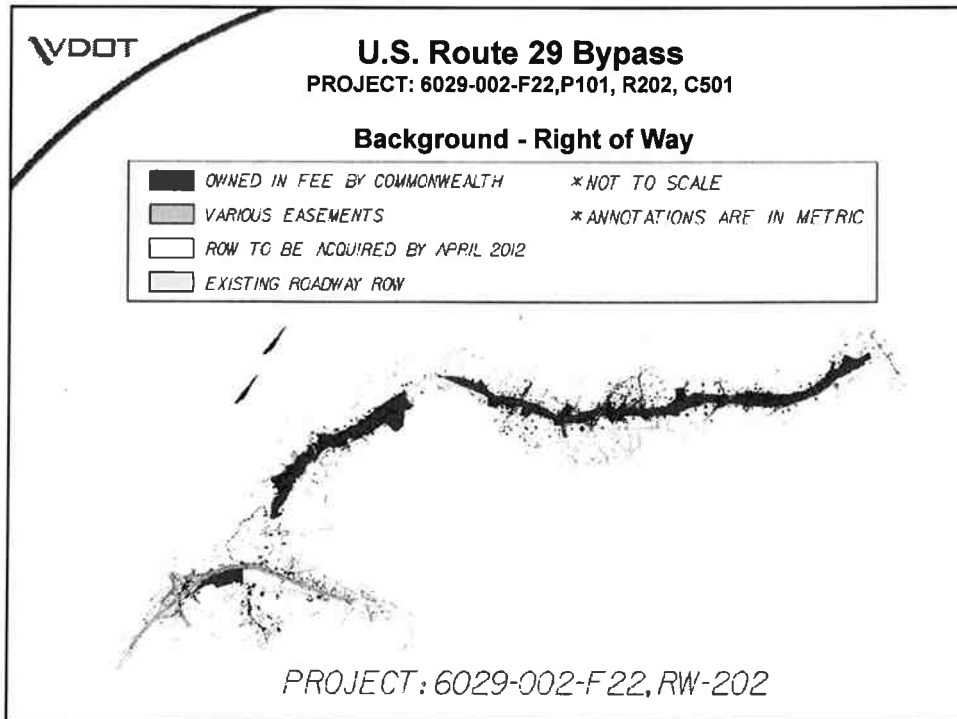 VDOT
U.S. Route 29 Bypass
PROJECT: 6029-002-F22,P101, R202, C501
Background - Right of Way
OWNED IN FEE BY COMMONWEALTH
* NOT TO SCALE
VARIOUS EASEMENTS
* ANNOTATIONS ARE IN METRIC
ROW TO BE ACQUIRED BY APRIL 2012
EXISTING ROADWAY ROW
PROJECT: 6029-002-F22, RW-202